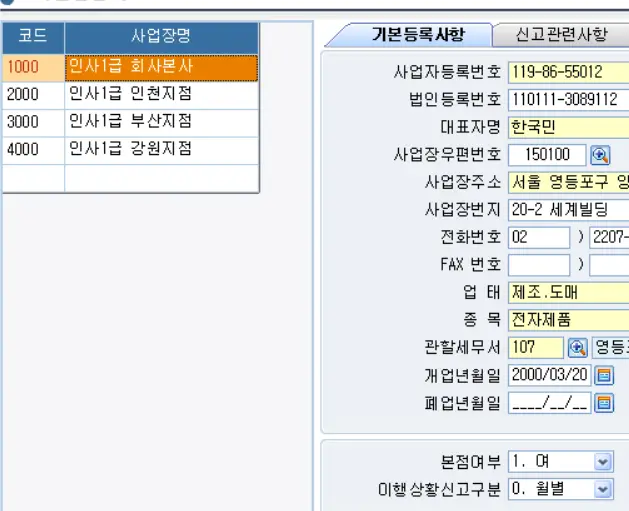 코드 사업장명
1000 인사1급 회사본사
2000 인사1급 인천지점
3000 인사1급 부산지점
4000 인사1급 강원지점
기본등록사항 신고관련사항
사업자등록번호 119-86-55012
법인등록번호 110111-3089112
대표자명 한국민
사업장우편번호 150100
사업장주소 서울 영등포구
사업장번지 20-2 세계빌딩
전화번호 02 ) 2207-
FAX 번호 )
업 태 제조.도매
종 목 전자제품
관할세무서 107 영등
개업년월일 2000/03/20
폐업년월일 ____/__/__
본점여부 1. 여
이행상황신고구분 0. 월별